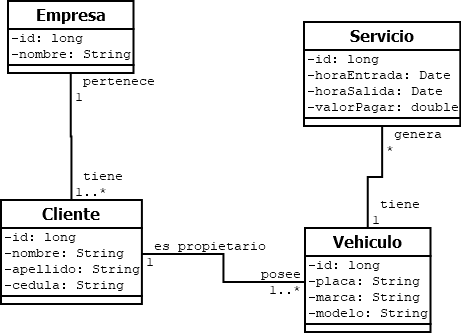 Empresa
-id: long
-nombre: String
pertenece
1
tiene
1..*
Cliente
-id: long
-nombre: String
-apellido: String
-cedula: String
es propietario
1
posee
1..*
Servicio
-id: long
-horaEntrada: Date
-horaSalida: Date
-valorPagar: double
genera
*
tiene
1
Vehiculo
-id: long
-placa: String
-marca: String
-modelo: String